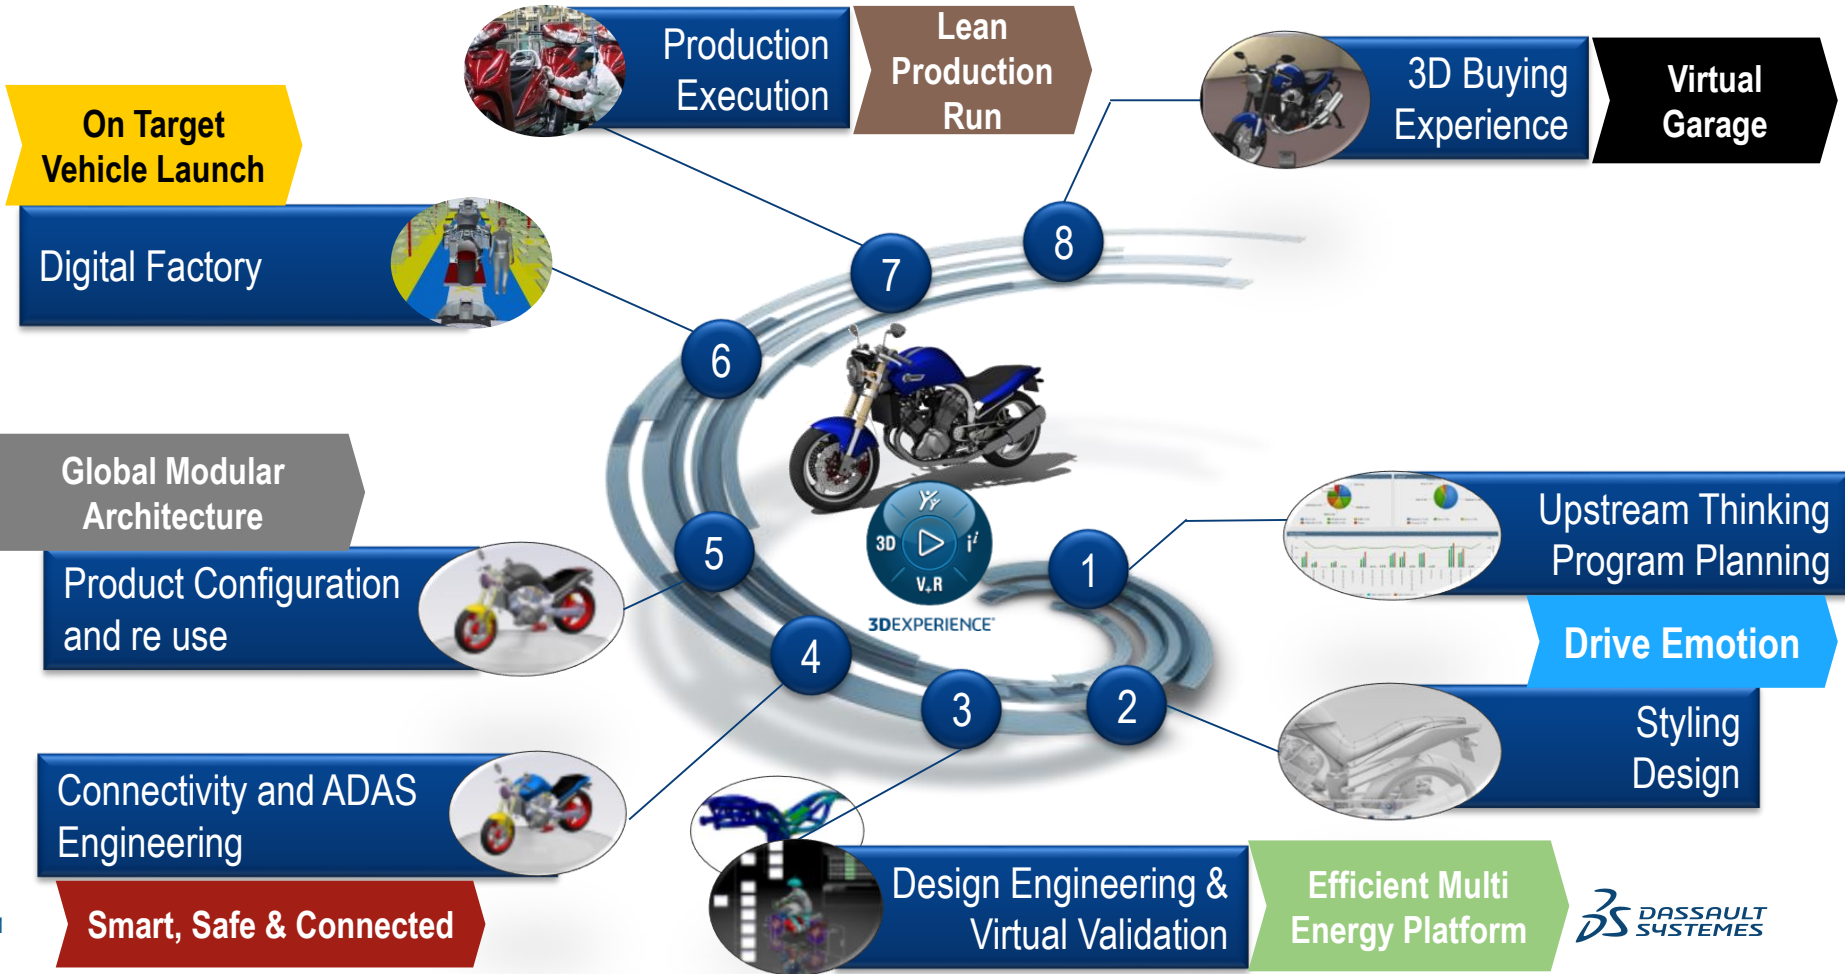 Production
Execution
Lean
Production
Run
3D Buying
Experience
Virtual
Garage
On Target
Vehicle Launch
Digital Factory
8
7
6
Global Modular
Architecture
Product Configuration
and re use
5
3D
V+R
3DEXPERIENCE
1
Upstream Thinking
Program Planning
Drive Emotion
4
3
2
Styling
Design
Connectivity and ADAS
Engineering
Smart, Safe & Connected
Design Engineering &
Virtual Validation
Efficient Multi
Energy Platform
DASSAULT
SYSTEMES